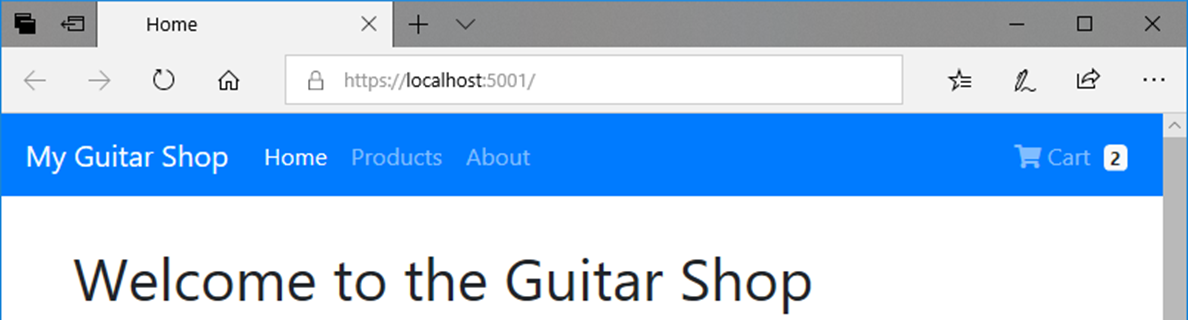 Home
https://localhost:5001/
My Guitar Shop Home Products About Cart 2
Welcome to the Guitar Shop